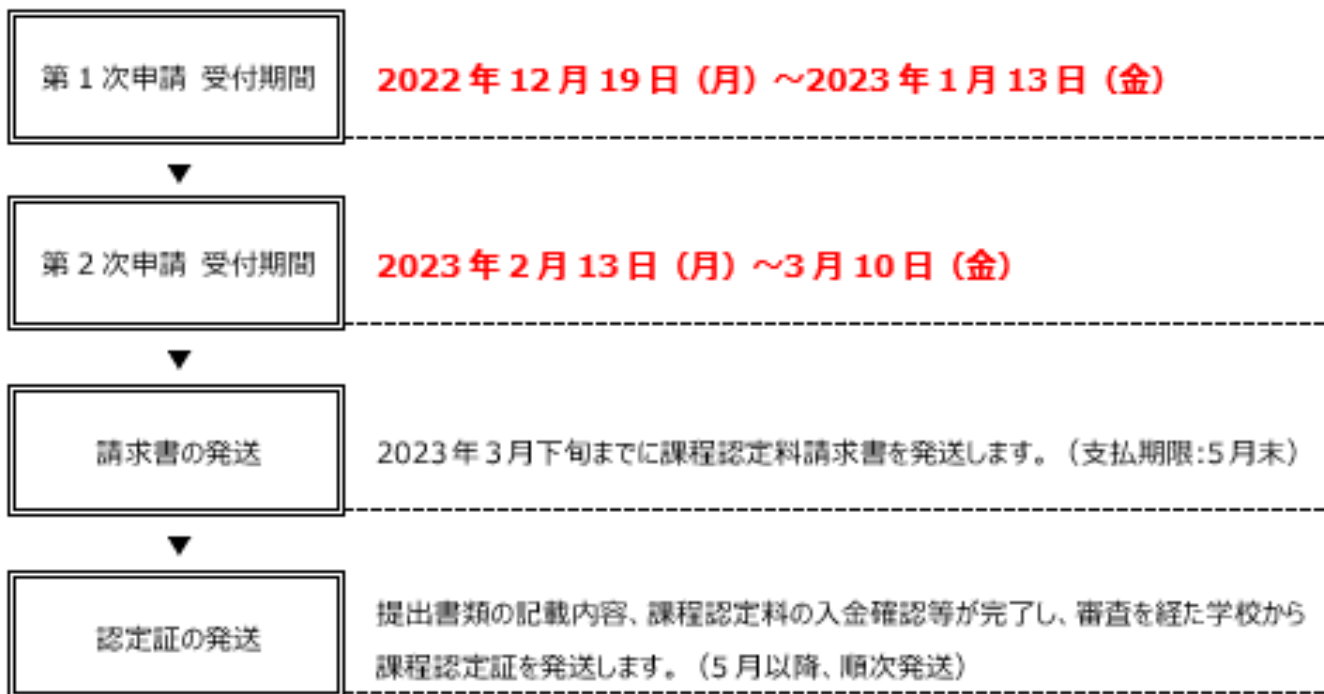 第1次申請 受付期間
2022年12月19日（月）～2023年1月13日（金）
▼
第2次申請 受付期間
2023年2月13日（月）～3月10日（金）
▼
請求書の発送
2023年3月下旬までに課程認定料請求書を発送します。（支払期限:5月末）
▼
認定証の発送
提出書類の記載内容、課程認定料の入金確認等が完了し、審査を経た学校から
課程認定証を発送します。（5月以降、順次発送）